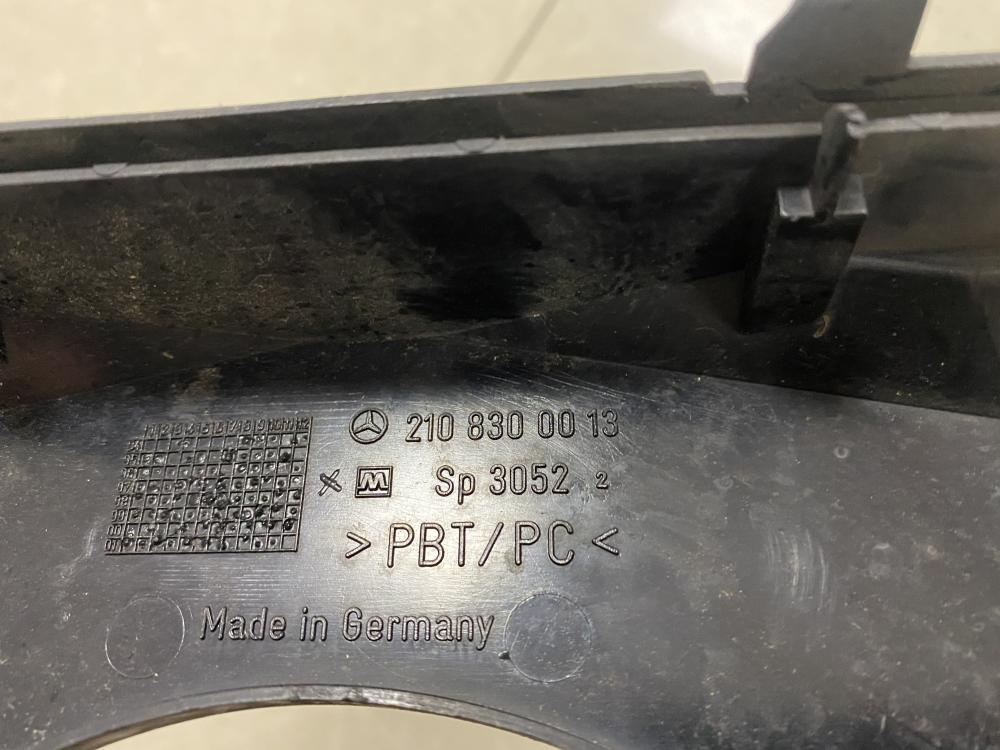 210 830 00 13
Sp 3052 2
>PBT/PC<
Made in Germany